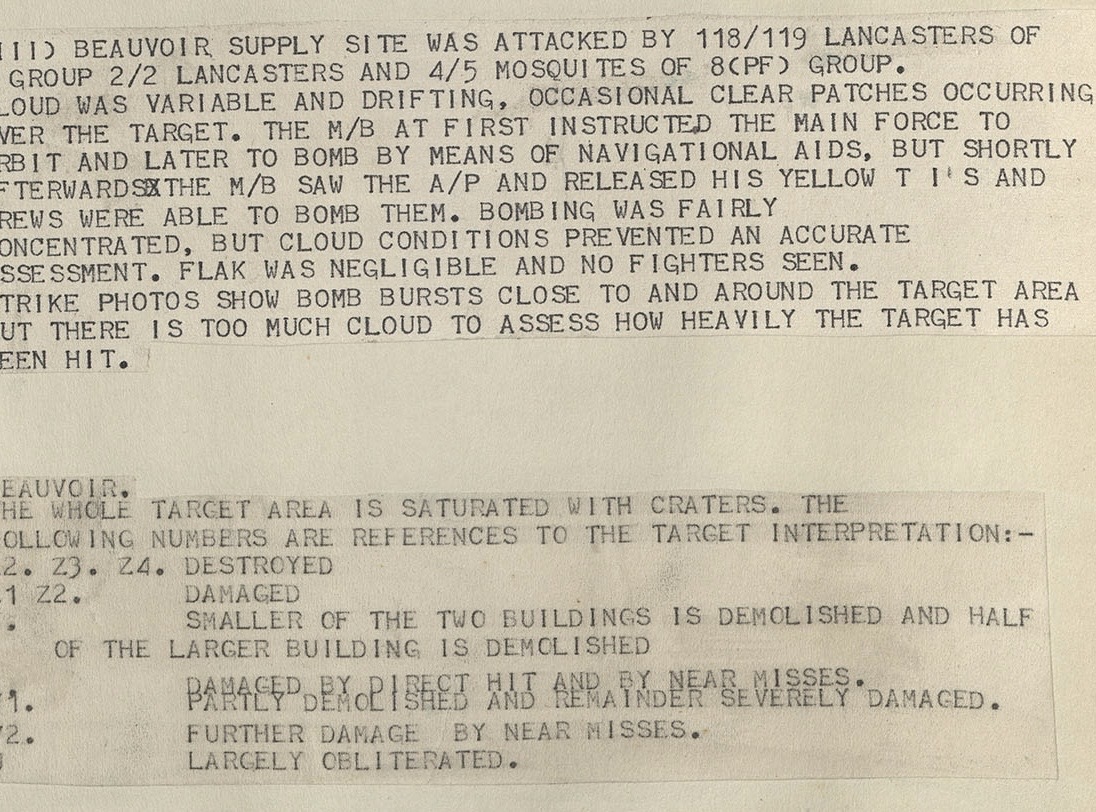 III) BEAUVOIR SUPPLY SITE WAS ATTACKED BY 118/119 LANCASTERS OF
GROUP 2/2 LANCASTERS AND 4/5 MOSQUITES OF 8(PF) GROUP.
LOUD WAS VARIABLE AND DRIFTING, OCCASIONAL CLEAR PATCHES OCCURRING
VER THE TARGET. THE M/B AT FIRST INSTRUCTED THE MAIN FORCE TO
RBIT AND LATER TO BOMB BY MEANS OF NAVIGATIONAL AIDS, BUT SHORTLY
FTERWARDS THE M/B SAW THE A/P AND RELEASED HIS YELLOW T I'S AND
REWS WERE ABLE TO BOMB THEM. BOMBING WAS FAIRLY
ONCENTRATED, BUT CLOUD CONDITIONS PREVENTED AN ACCURATE
SSESSMENT. FLAK WAS NEGLIGIBLE AND NO FIGHTERS SEEN.
TRIKE PHOTOS SHOW BOMB BURSTS CLOSE TO AND AROUND THE TARGET AREA
UT THERE IS TOO MUCH CLOUD TO ASSESS HOW HEAVILY THE TARGET HAS
EEN HIT.
EAUVOIR.
HE WHOLE TARGET AREA IS SATURATED WITH CRATERS. THE
OLLOWING NUMBERS ARE REFERENCES TO THE TARGET INTERPRETATION:-
2. Z3. Z4. DESTROYED
1 Z2. DAMAGED
. SMALLER OF THE TWO BUILDINGS IS DEMOLISHED AND HALF
OF THE LARGER BUILDING IS DEMOLISHED
DAMAGED BY DIRECT HIT AND BY NEAR MISSES.
1. PARTLY DEMOLISHED AND REMAINDER SEVERELY DAMAGED.
2. FURTHER DAMAGE BY NEAR MISSES.
LARGELY OBLITERATED.